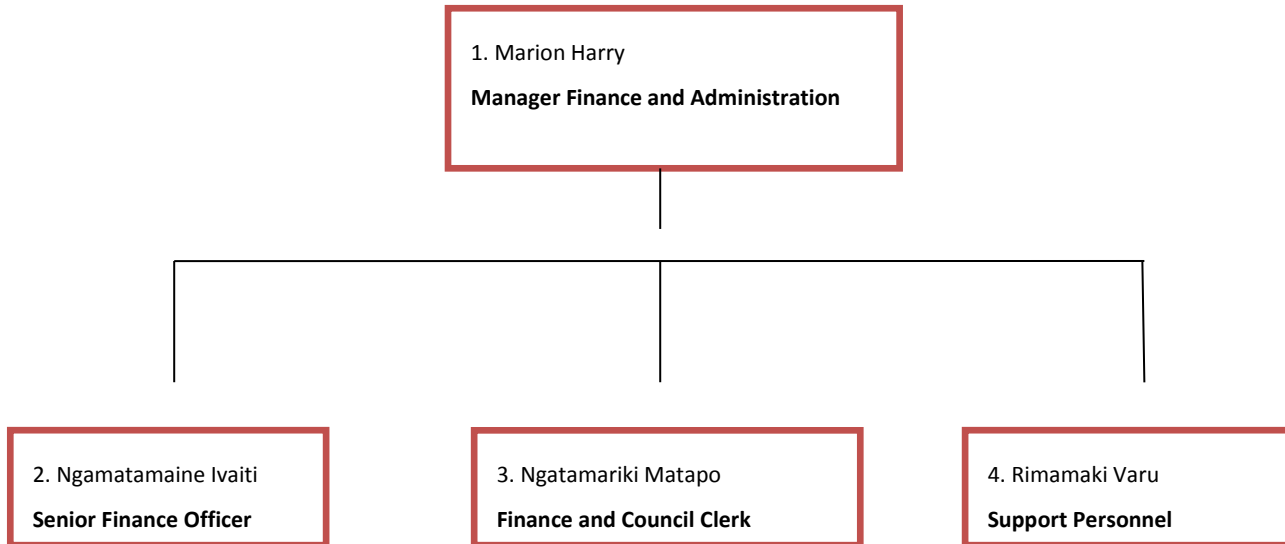 1. Marion Harry
Manager Finance and Administration
2. Ngamatamaine Ivaiti
Senior Finance Officer
3. Ngatamariki Matapo
Finance and Council Clerk
4. Rimamaki Varu
Support Personnel